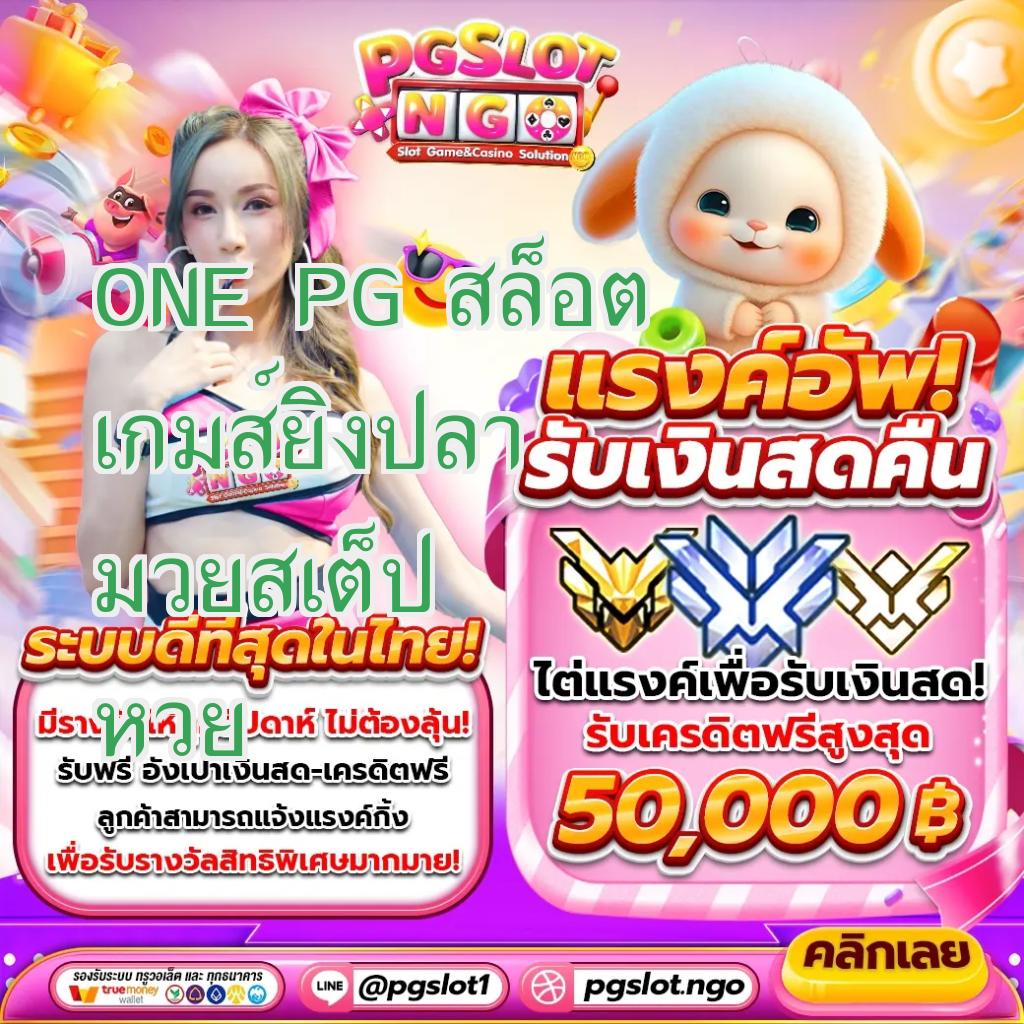 PGSLOT
NGO
Slot Game&Casino Solution
ONE PG สล็อต
เกมส์ยิงปลา
มวยสเต็ป
หวย
แรงค์อัพ!
รับเงินสดคืน
NGO
ระบบดีที่สุดในไทย!
ไม่ต้องลุ้น!
รับฟรี อั่งเปาเงินสด-เครดิตฟรี
ลูกค้าสามารถแจ้งแรงค์กิ้ง
เพื่อรับรางวัลสิทธิพิเศษมากมาย!
ไต่แรงค์เพื่อรับเงินสด!
รับเครดิตฟรีสูงสุด
50,000 ฿
คลิกเลย
รองรับระบบ ทรูวอเล็ต และ ทุกธนาคาร
truemoney
wallet
LINE @pgslot1
pgslot.ngo